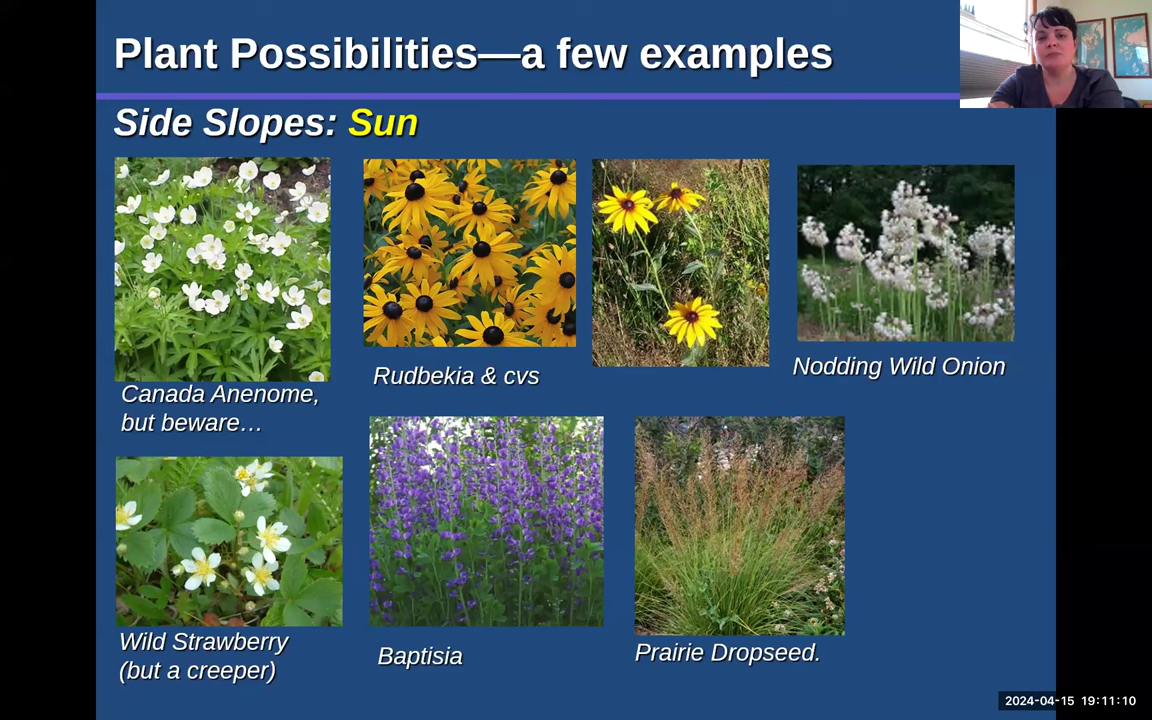 Plant Possibilities—a few examples
Side Slopes: Sun
Canada Anenome,
but beware…
Rudbekia & cvs
Nodding Wild Onion
Wild Strawberry
(but a creeper)
Baptisia
Prairie Dropseed.
2024-04-15 19:11:10